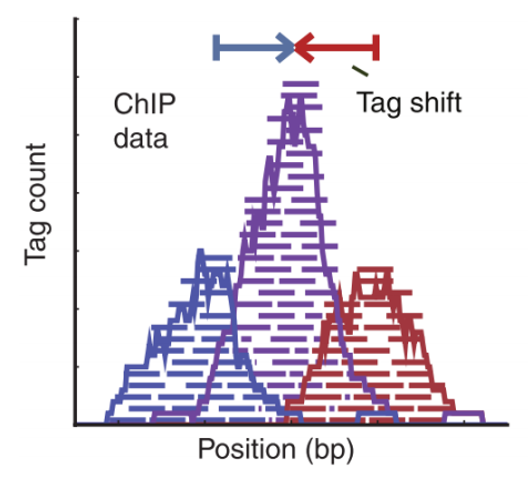 ChIP
data
Tag shift
Tag count
Position (bp)